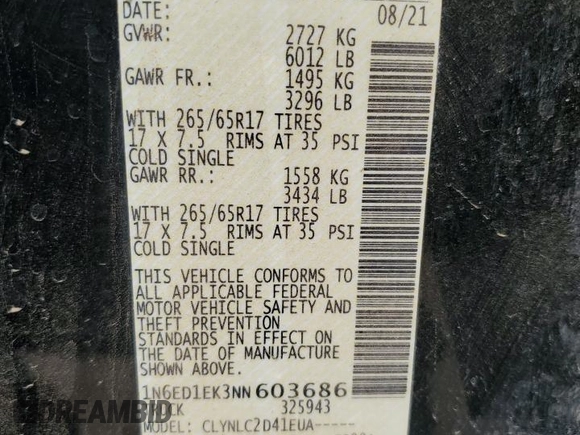 DATE: 08/21
GVWR: 2727 KG
6012 LB
GAWR FR.: 1495 KG
3296 LB
WITH 265/65R17 TIRES
17 X 7.5 RIMS AT 35 PSI
COLD SINGLE
GAWR RR.: 1558 KG
3434 LB
WITH 265/65R17 TIRES
17 X 7.5 RIMS AT 35 PSI
COLD SINGLE
THIS VEHICLE CONFORMS TO
ALL APPLICABLE FEDERAL
MOTOR VEHICLE SAFETY AND
THEFT PREVENTION
STANDARDS IN EFFECT ON
THE DATE OF MANUFACTURE
SHOWN ABOVE.
1N6ED1EK3NN603686
325943
MODEL: CLYNLC2D41EUA-----
DREAMBID